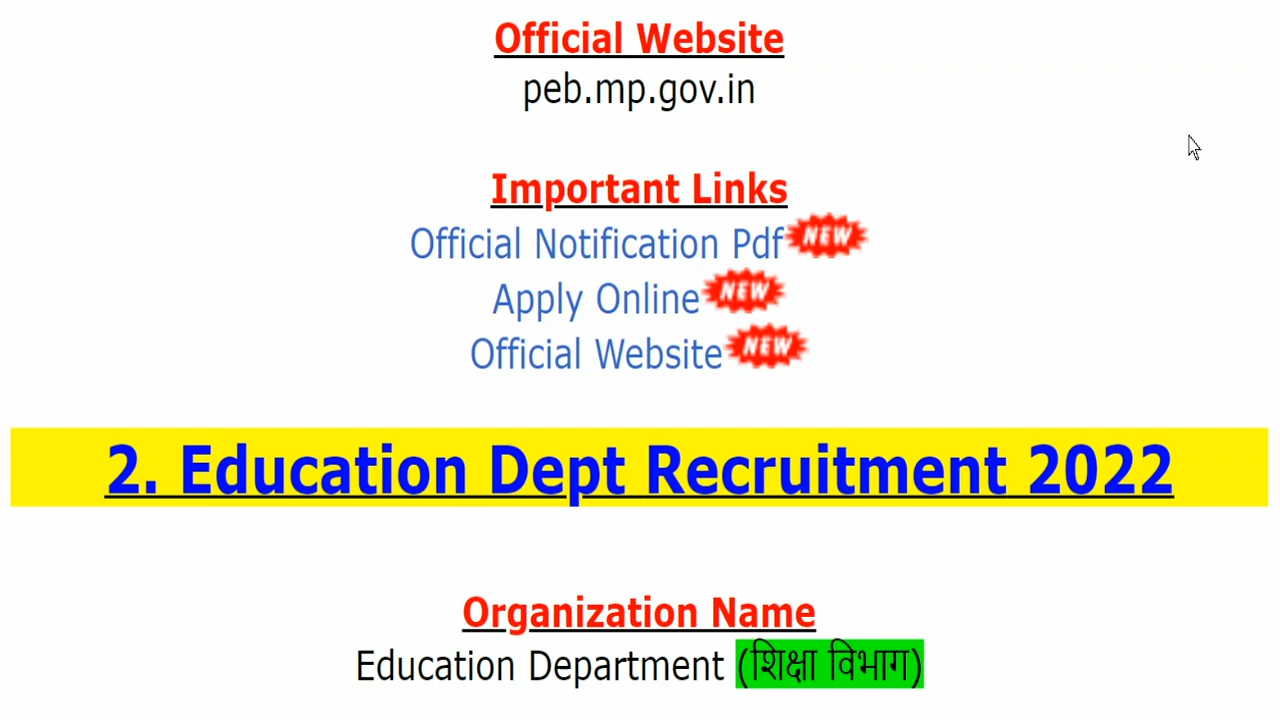 Official Website
peb.mp.gov.in
Important Links
Official Notification Pdf NEW
Apply Online NEW
Official Website NEW
2. Education Dept Recruitment 2022
Organization Name
Education Department (शिक्षा विभाग)